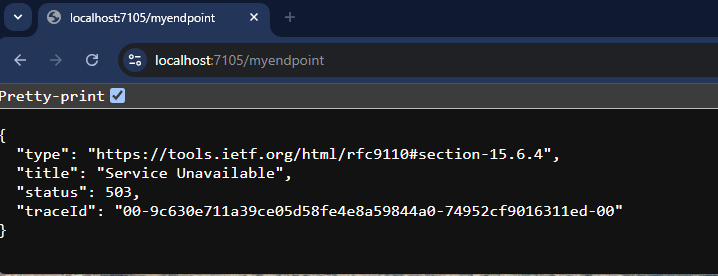 localhost:7105/myendpoint
localhost:7105/myendpoint
Pretty-print
{
  "type": "https://tools.ietf.org/html/rfc9110#section-15.6.4",
  "title": "Service Unavailable",
  "status": 503,
  "traceId": "00-9c630e711a39ce05d58fe4e8a59844a0-74952cf9016311ed-00"
}